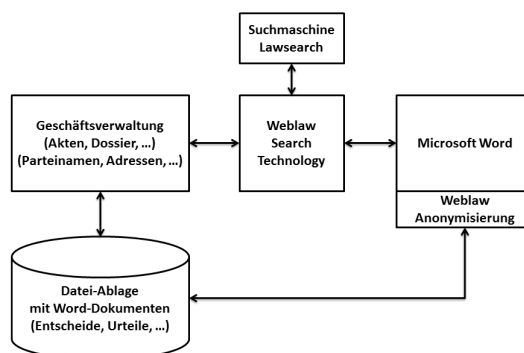 Suchmaschine
Lawsearch
Geschäftsverwaltung
(Akten, Dossier, ...)
(Parteinamen, Adressen, ...)
Weblaw
Search
Technology
Microsoft Word
Weblaw
Anonymisierung
Datei-Ablage
mit Word-Dokumenten
(Entscheide, Urteile, ...)